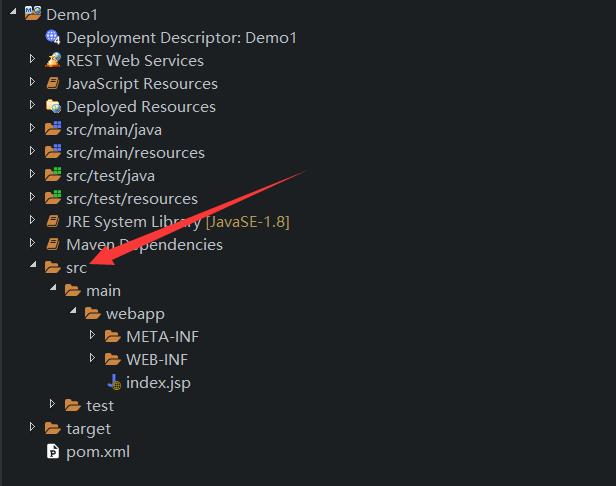 Demo1
Deployment Descriptor: Demo1
REST Web Services
JavaScript Resources
Deployed Resources
src/main/java
src/main/resources
src/test/java
src/test/resources
JRE System Library [JavaSE-1.8]
Maven Dependencies
src
main
webapp
META-INF
WEB-INF
index.jsp
test
target
pom.xml